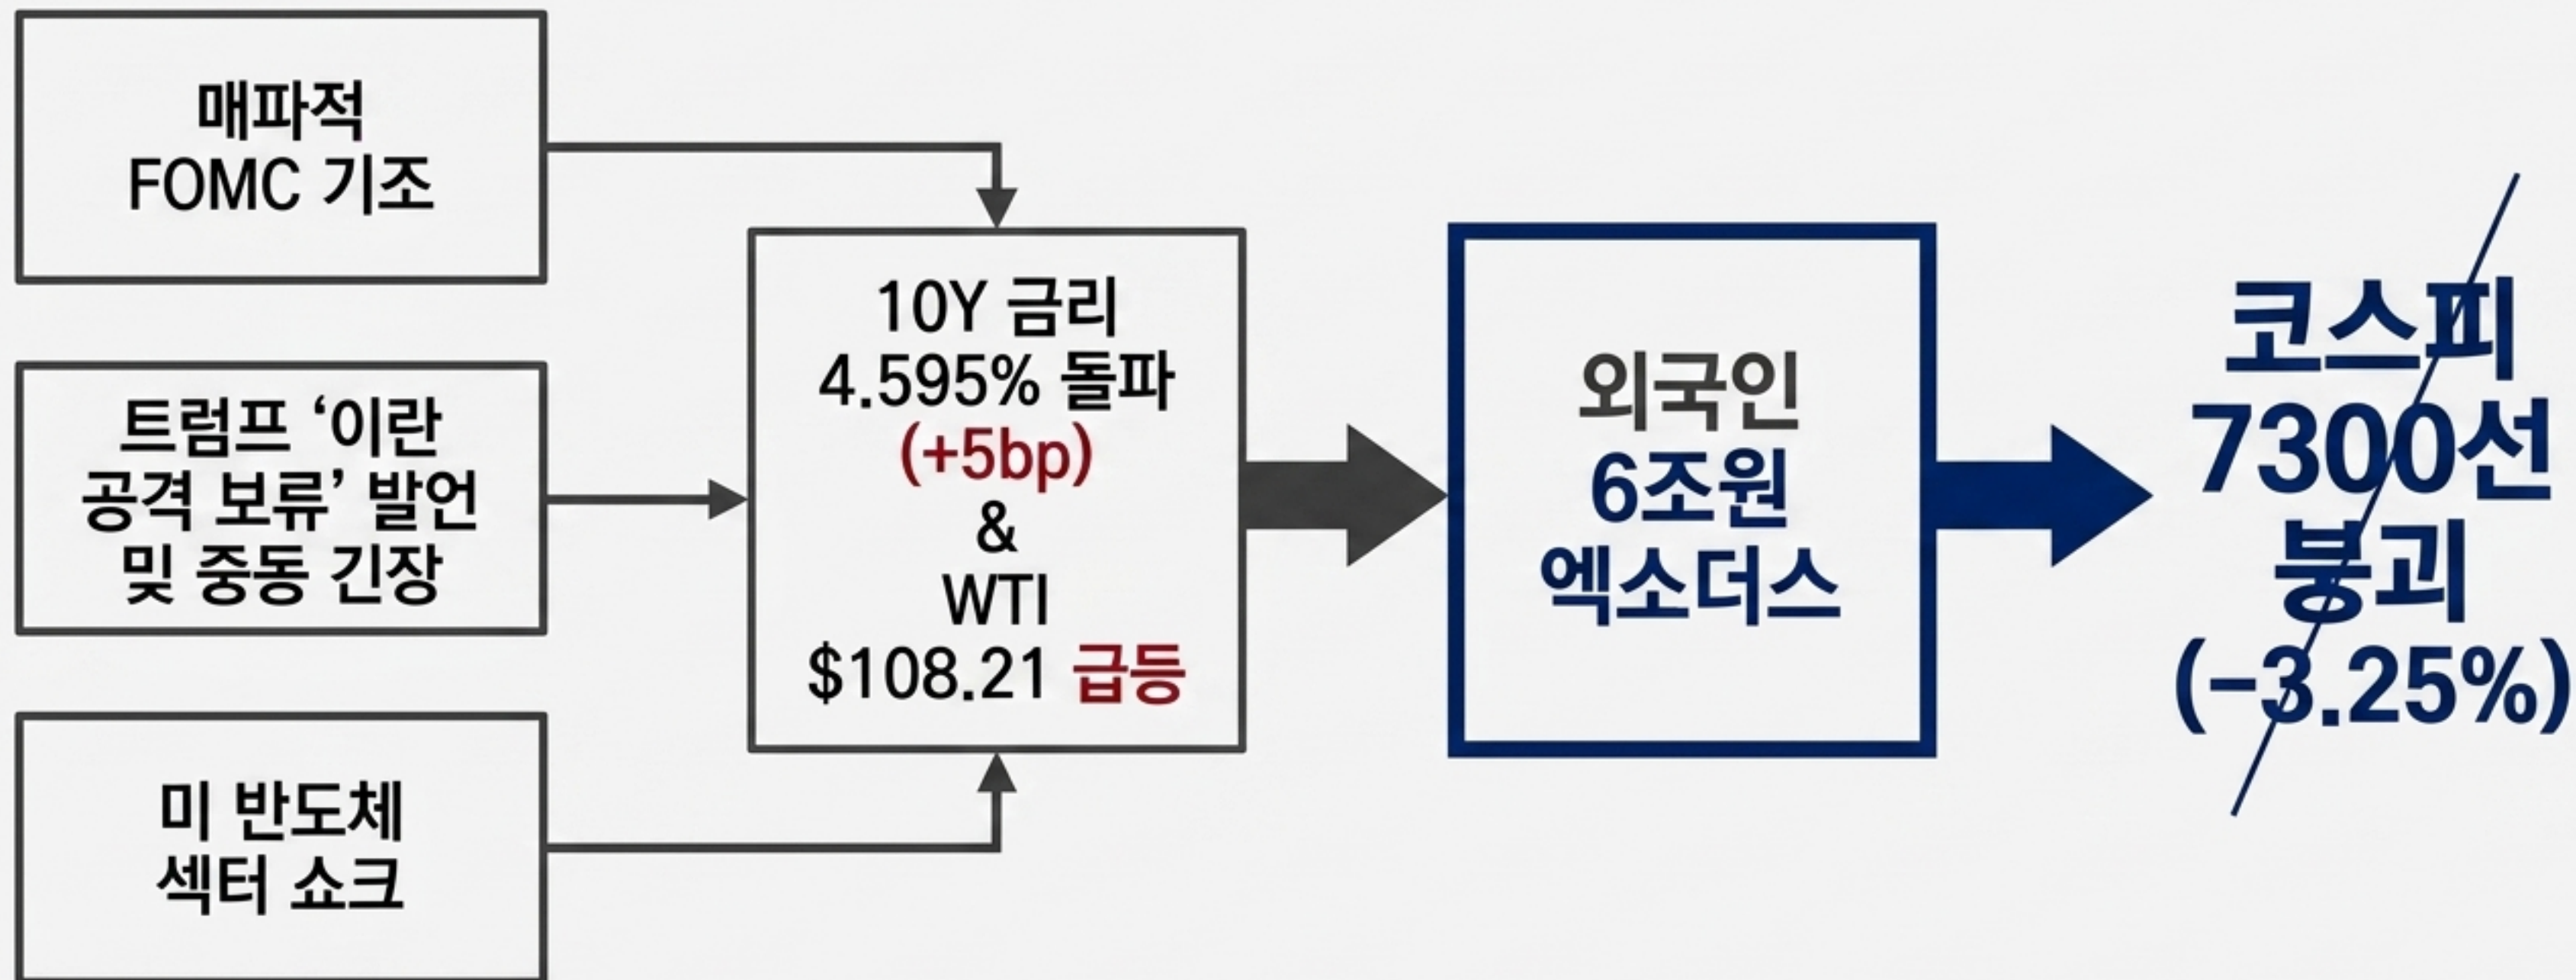 매파적
FOMC 기조
트럼프 ‘이란
공격 보류’ 발언
및 중동 긴장
미 반도체
섹터 쇼크
10Y 금리
4.595% 돌파
(+5bp)
&
WTI
$108.21 급등
외국인
6조원
엑소더스
코스피
7300선
붕괴
(-3.25%)